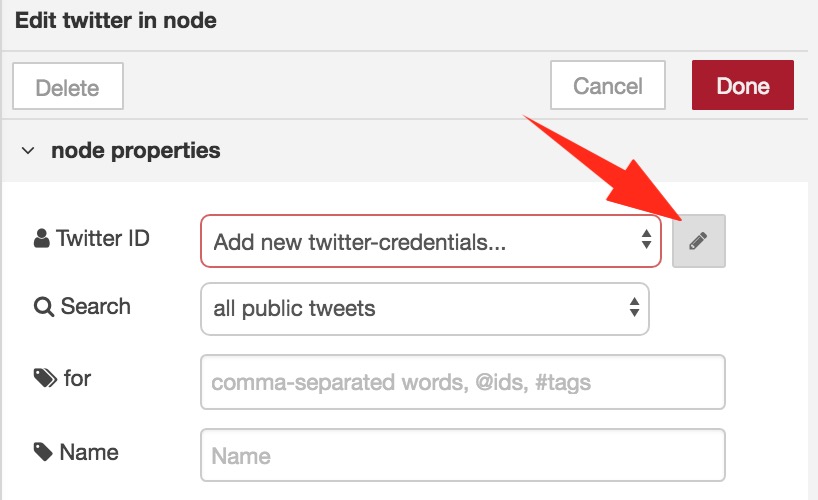 Edit twitter in node
Delete
Cancel
Done
node properties
Twitter ID
Add new twitter-credentials...
Search
all public tweets
for
comma-separated words, @ids, #tags
Name
Name